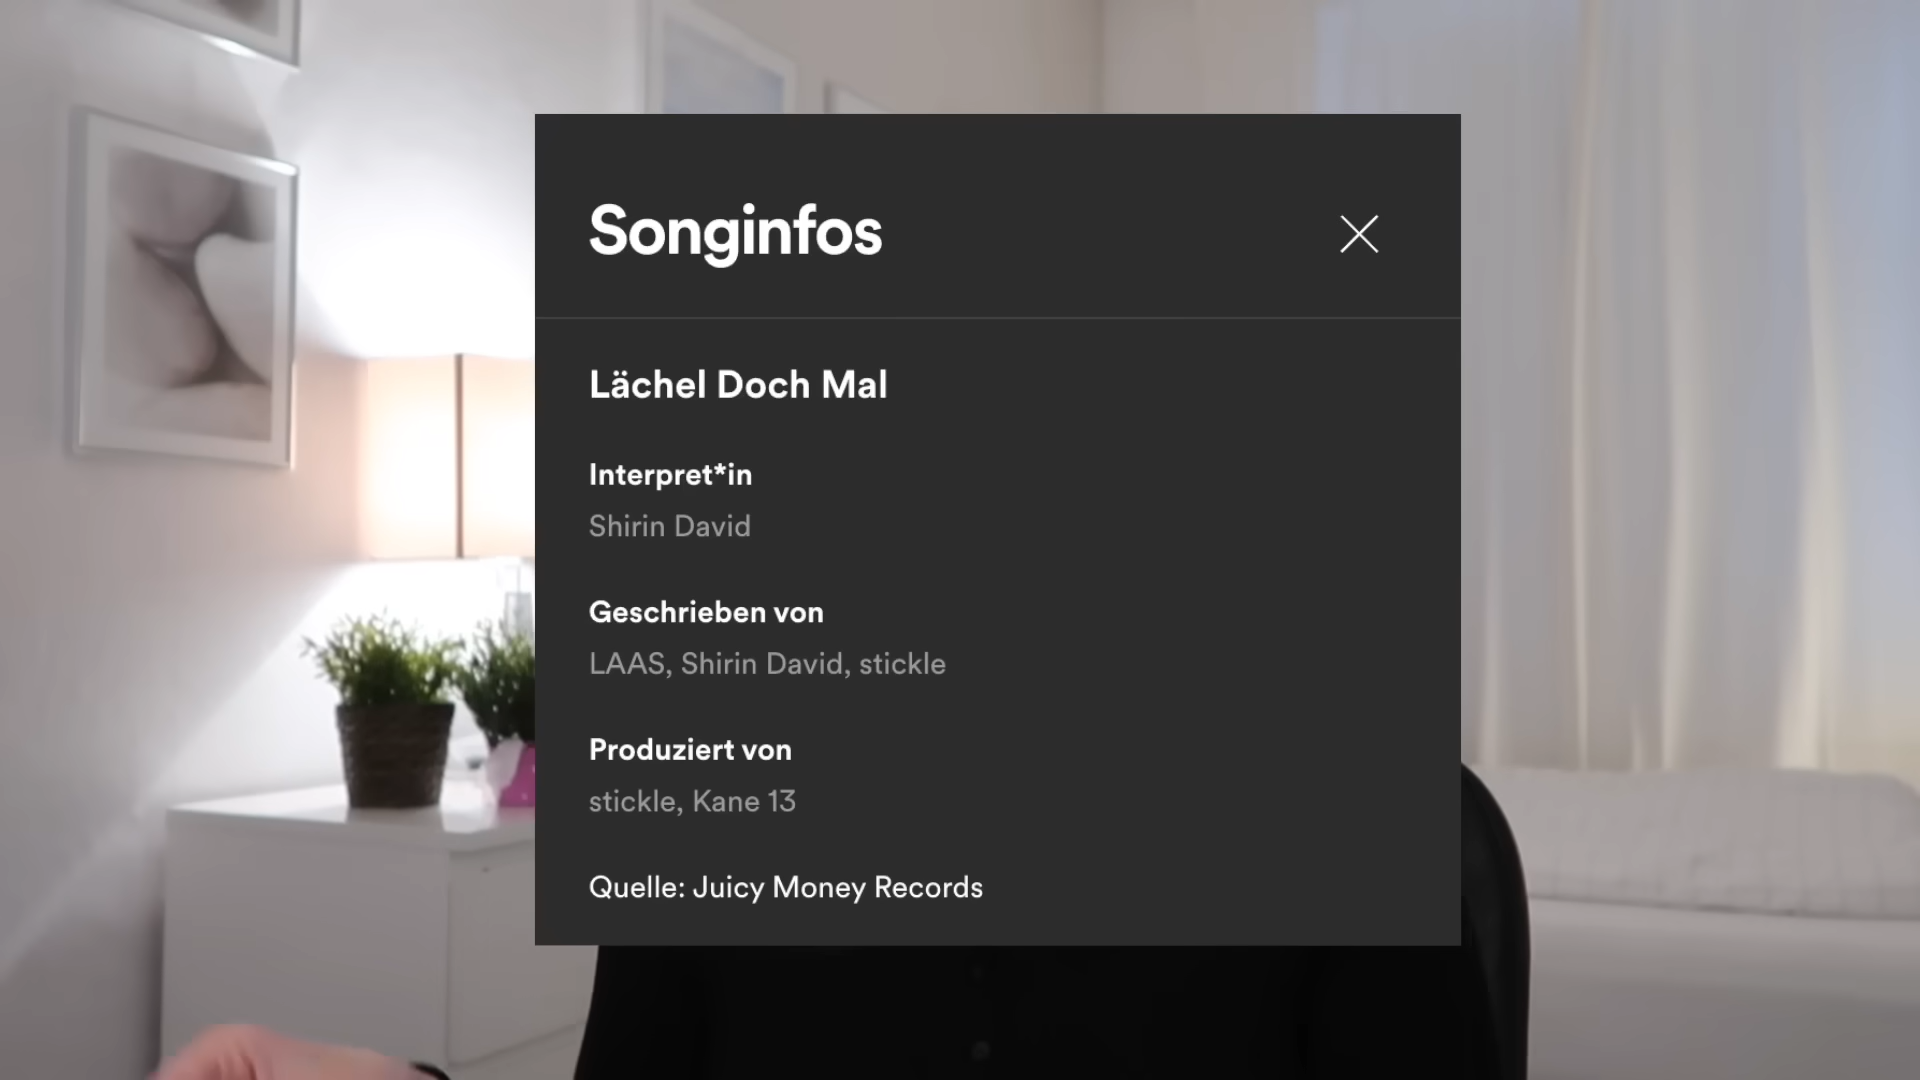 Songinfos
Lächel Doch Mal
Interpret*in
Shirin David
Geschrieben von
LAAS, Shirin David, stickle
Produziert von
stickle, Kane 13
Quelle: Juicy Money Records